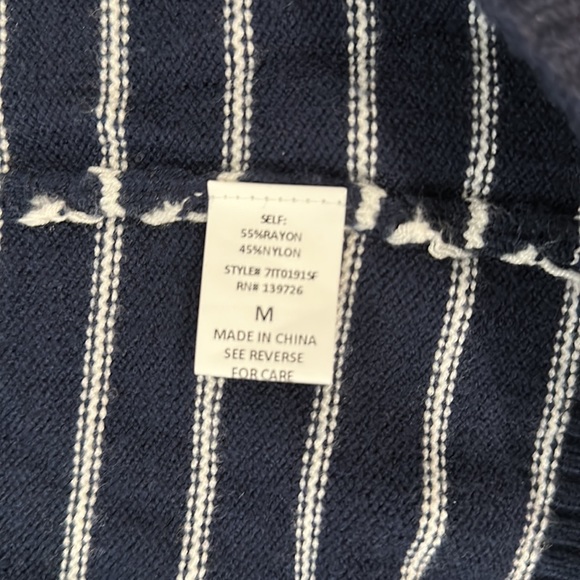 SELF:
55%RAYON
45%NYLON
STYLE# 7IT0191SF
RN# 139726
M
MADE IN CHINA
SEE REVERSE
FOR CARE